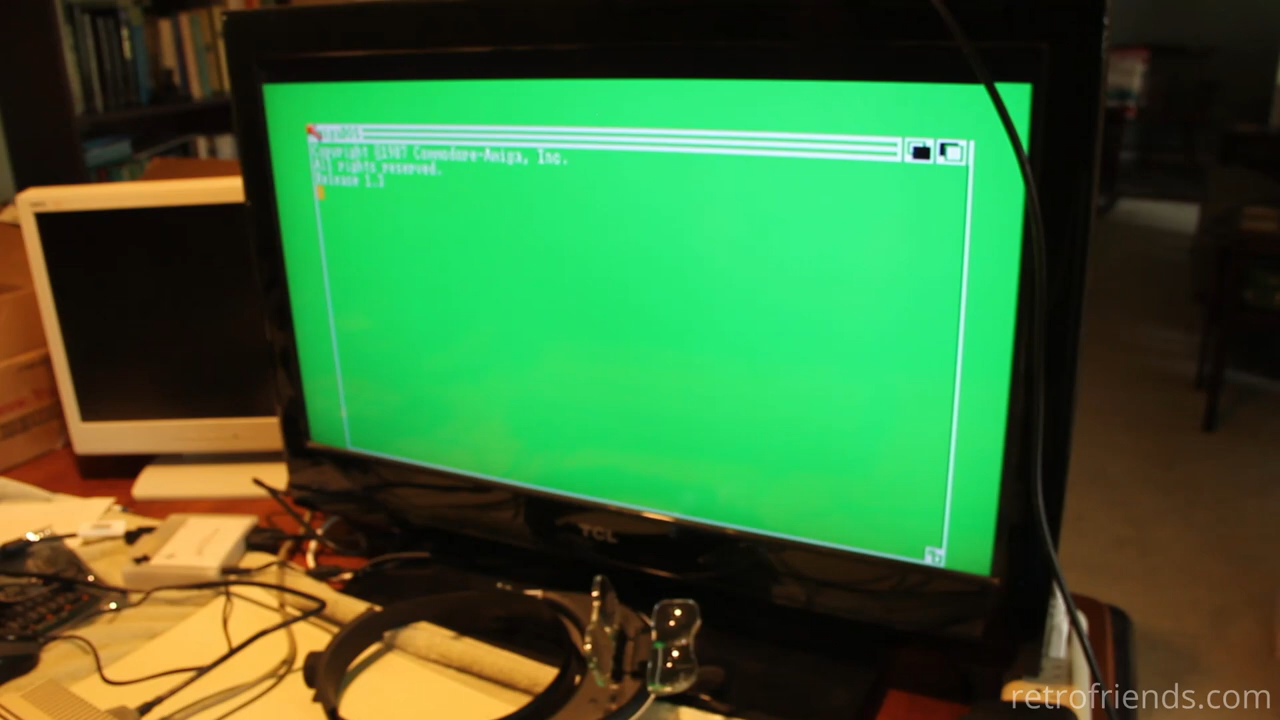 AmigaDOS
Copyright ©1987 Commodore-Amiga, Inc.
All rights reserved.
Release 1.3
TCL
retrofriends.com